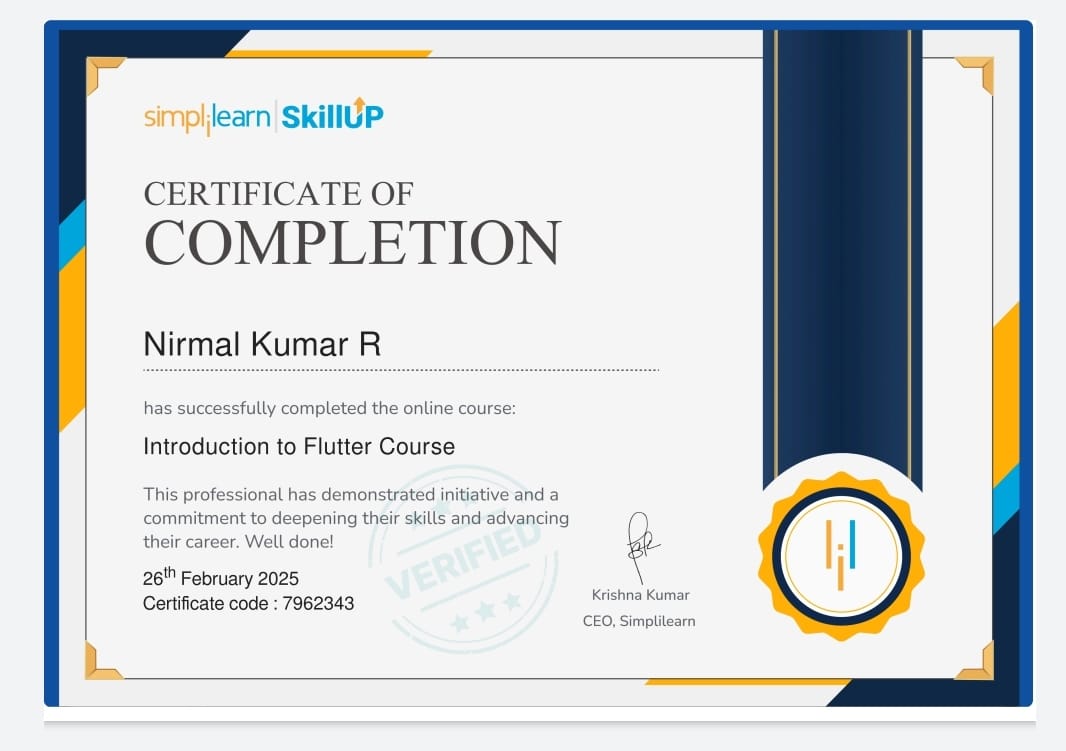 simplilearn | SkillUP
CERTIFICATE OF
COMPLETION
Nirmal Kumar R
has successfully completed the online course:
Introduction to Flutter Course
This professional has demonstrated initiative and a
commitment to deepening their skills and advancing
their career. Well done!
VERIFIED
26th February 2025
Certificate code : 7962343
Krishna Kumar
CEO, Simplilearn